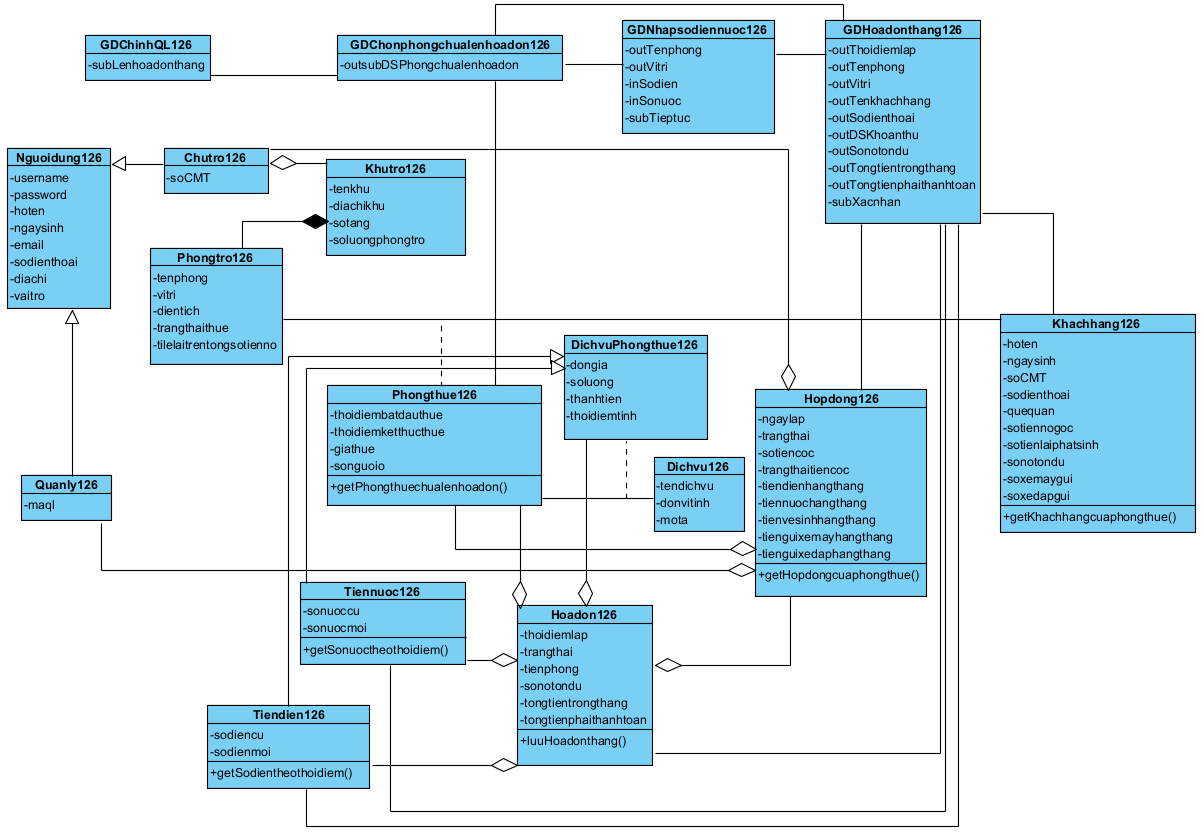 GDChinhQL126
-subLenhoadonthang
GDChonphongchualenhoadon126
-outsubDSPhongchualenhoadon
GDNhapsodiennuoc126
-outTenphong
-outVitri
-inSodien
-inSonuoc
-subTieptuc
GDHoadonthang126
-outThoidiemlap
-outTenphong
-outVitri
-outTenkhachhang
-outSodienthoai
-outDSKhoanthu
-outSonotondu
-outTongtientrongthang
-outTongtienphaithanhtoan
-subXacnhan
Nguoidung126
-username
-password
-hoten
-ngaysinh
-email
-sodienthoai
-diachi
-vaitro
Chutro126
-soCMT
Khutro126
-tenkhu
-diachikhu
-sotang
-soluongphongtro
Phongtro126
-tenphong
-vitri
-dientich
-trangthaithue
-tilelaitrentongsotienno
Khachhang126
-hoten
-ngaysinh
-soCMT
-sodienthoai
-quequan
-sotiennogoc
-sotienlaiphatsinh
-sonotondu
-soxemaygui
-soxedapgui
+getKhachhangcuaphongthue()
DichvuPhongthue126
-dongia
-soluong
-thanhtien
-thoidiemtinh
Phongthue126
-thoidiembatdauthue
-thoidiemketthucthue
-giathue
-songuoio
+getPhongthuechualenhoadon()
Hopdong126
-ngaylap
-trangthai
-sotiencoc
-trangthaitiencoc
-tiendienhangthang
-tiennuochangthang
-tienvesinhhangthang
-tienguixemayhangthang
-tienguixedaphangthang
+getHopdongcuaphongthue()
Dichvu126
-tendichvu
-donvitinh
-mota
Quanly126
-maql
Tiennuoc126
-sonuoccu
-sonuocmoi
+getSonuoctheothoidiem()
Hoadon126
-thoidiemlap
-trangthai
-tienphong
-sonotondu
-tongtientrongthang
-tongtienphaithanhtoan
+luuHoadonthang()
Tiendien126
-sodiencu
-sodienmoi
+getSodientheothoidiem()